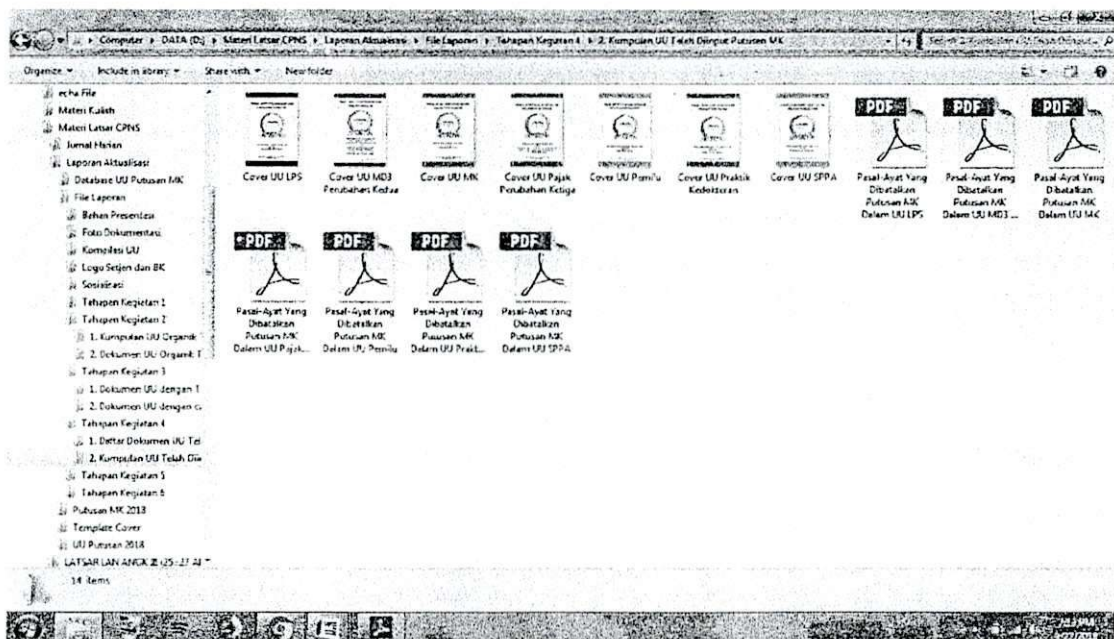 Computer ▸ DATA (D:) ▸ Materi Latsar CPNS ▸ Laporan Aktualisasi ▸ File Laporan ▸ Tahapan Kegiatan 4 ▸ 2. Kumpulan UU Telah Diinput Putusan MK
Organize Include in library Share with New folder
echa File
Materi Kuliah
Materi Latsar CPNS
Jurnal Harian
Laporan Aktualisasi
Database UU Putusan MK
File Laporan
Bahan Presentasi
Foto Dokumentasi
Kompilasi UU
Logo Setjen dan BK
Sosialisasi
Tahapan Kegiatan 1
Tahapan Kegiatan 2
1. Kumpulan UU Organik
2. Dokumen UU Organik T
Tahapan Kegiatan 3
1. Dokumen UU dengan T
2. Dokumen UU dengan c
Tahapan Kegiatan 4
1. Daftar Dokumen UU Tel
2. Kumpulan UU Telah Dii
Tahapan Kegiatan 5
Tahapan Kegiatan 6
Putusan MK 2018
Template Cover
UU Putusan 2018
LATSAR LAN ANGK
14 items
Cover UU LPS
Cover UU MD3
Perubahan Kedua
Cover UU MK
Cover UU Pajak
Perubahan Ketiga
Cover UU Pemilu
Cover UU Praktik
Kedokteran
Cover UU SPPA
PDF
Pasal-Ayat Yang
Dibatalkan
Putusan MK
Dalam UU LPS
PDF
Pasal-Ayat Yang
Dibatalkan
Putusan MK
Dalam UU MD3 ...
PDF
Pasal-Ayat Yang
Dibatalkan
Putusan MK
Dalam UU MK
PDF
Pasal-Ayat Yang
Dibatalkan
Putusan MK
Dalam UU Pajak...
PDF
Pasal-Ayat Yang
Dibatalkan
Putusan MK
Dalam UU Pemilu
PDF
Pasal-Ayat Yang
Dibatalkan
Putusan MK
Dalam UU Prakt...
PDF
Pasal-Ayat Yang
Dibatalkan
Putusan MK
Dalam UU SPPA